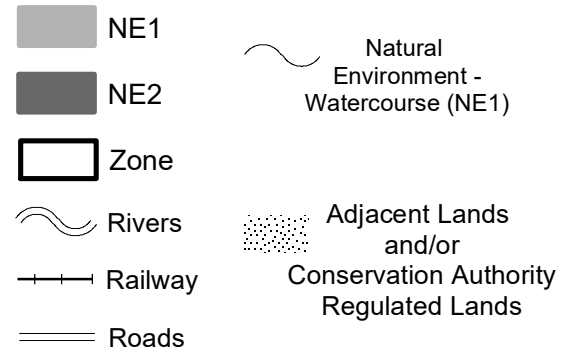 NE1
NE2
Zone
Rivers
Railway
Roads
Natural
Environment -
Watercourse (NE1)
Adjacent Lands
and/or
Conservation Authority
Regulated Lands